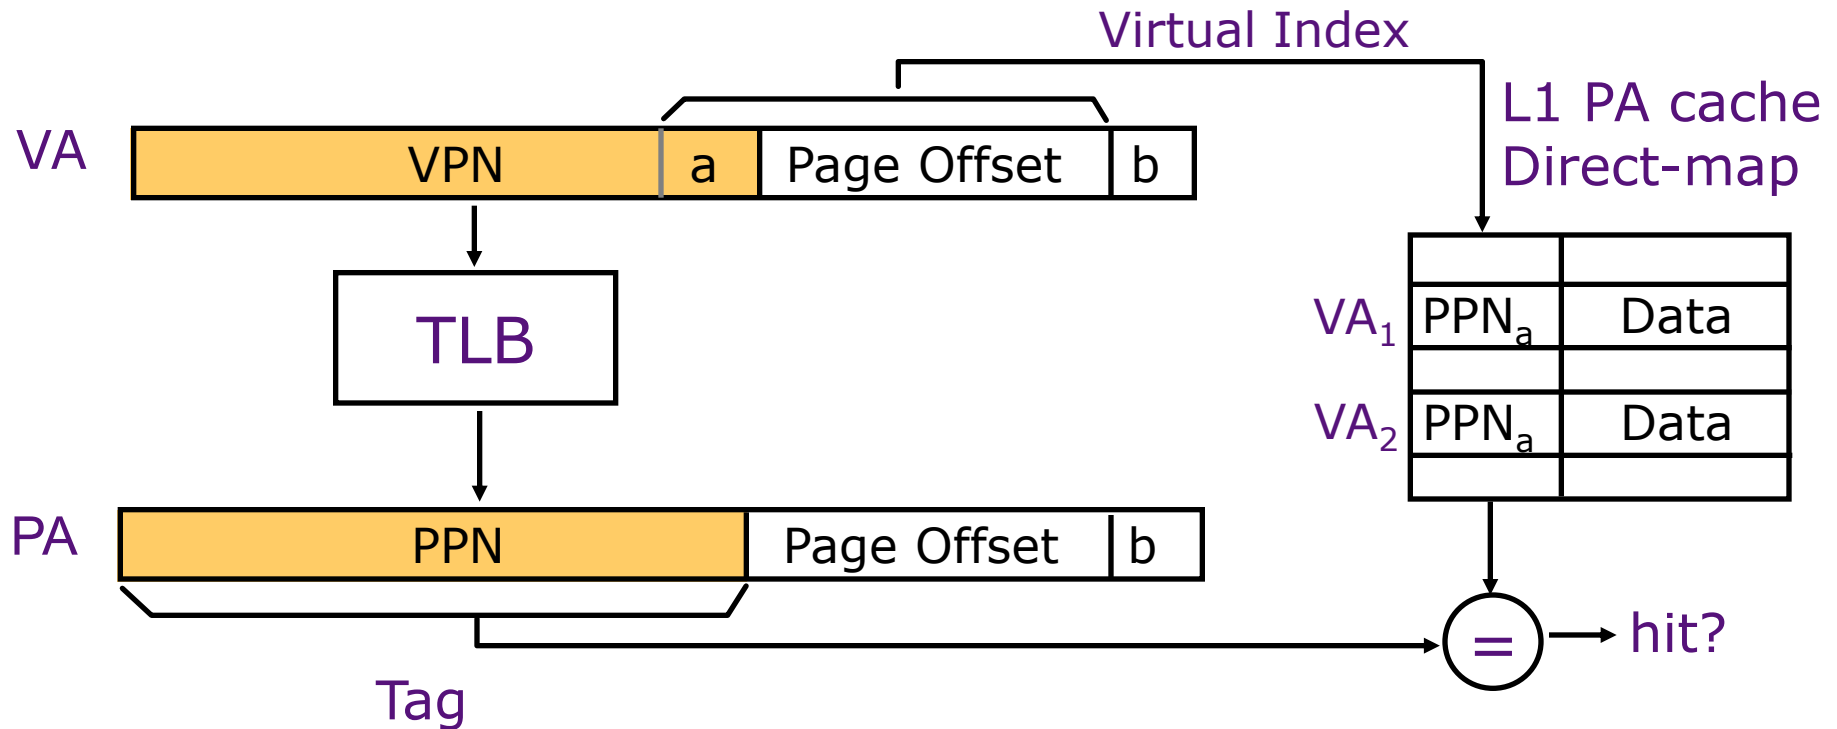 Virtual Index
L1 PA cache
Direct-map
VA
VPN a Page Offset b
TLB
VA1 PPNa Data
VA2 PPNa Data
PA
PPN Page Offset b
= hit?
Tag